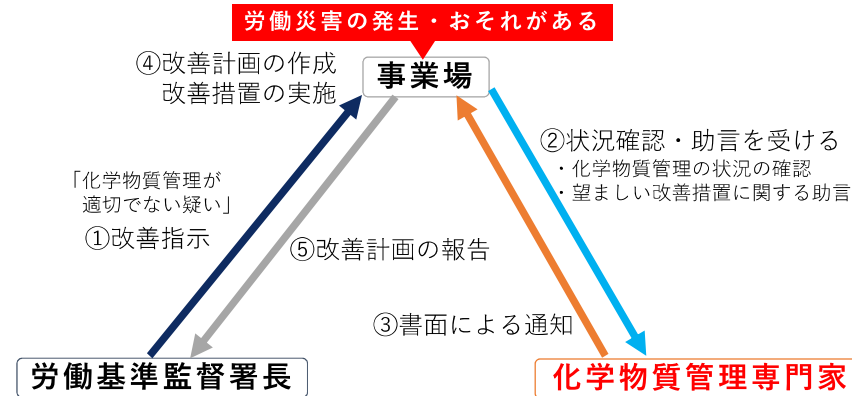 労働災害の発生・おそれがある
事業場
④改善計画の作成
改善措置の実施
②状況確認・助言を受ける
・化学物質管理の状況の確認
・望ましい改善措置に関する助言
「化学物質管理が
適切でない疑い」
①改善指示
⑤改善計画の報告
③書面による通知
労働基準監督署長
化学物質管理専門家